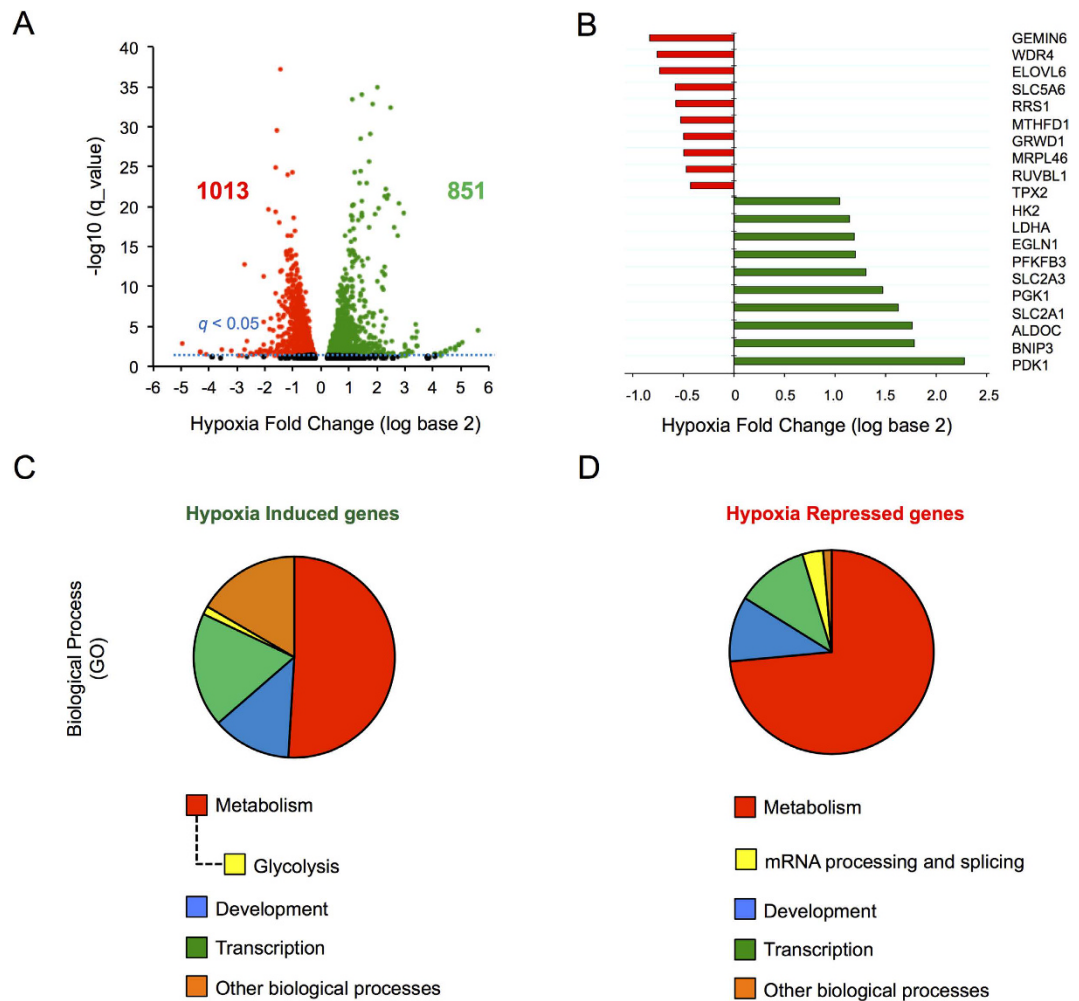 A
40
35
30
25
20
15
10
5
0
-log10 (q_value)
1013
851
q < 0.05
-6 -5 -4 -3 -2 -1 0 1 2 3 4 5 6
Hypoxia Fold Change (log base 2)
B
GEMIN6
WDR4
ELOVL6
SLC5A6
RRS1
MTHFD1
GRWD1
MRPL46
RUVBL1
TPX2
HK2
LDHA
EGLN1
PFKFB3
SLC2A3
PGK1
SLC2A1
ALDOC
BNIP3
PDK1
-1.0 -0.5 0.0 0.5 1.0 1.5 2.0 2.5
Hypoxia Fold Change (log base 2)
C
Hypoxia Induced genes
Biological Process
(GO)
Metabolism
Glycolysis
Development
Transcription
Other biological processes
D
Hypoxia Repressed genes
Metabolism
mRNA processing and splicing
Development
Transcription
Other biological processes